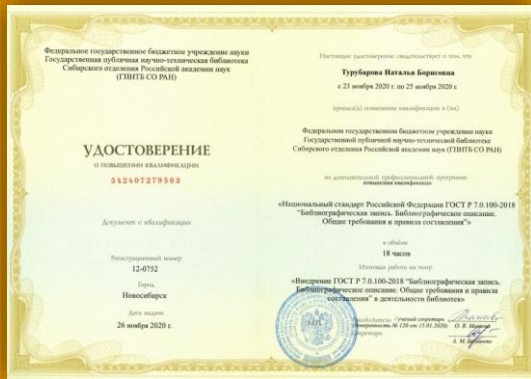 Федеральное государственное бюджетное учреждение науки
Государственная публичная научно-техническая библиотека
Сибирского отделения Российской академии наук
(ГПНТБ СО РАН)
УДОСТОВЕРЕНИЕ
О ПОВЫШЕНИИ КВАЛИФИКАЦИИ
542407279503
Документ о квалификации
Регистрационный номер
12-0752
Город
Новосибирск
Дата выдачи
26 ноября 2020 г.
Настоящее удостоверение свидетельствует о том, что
Турубарова Наталья Борисовна
с 23 ноября 2020 г. по 25 ноября 2020 г.
прошел(а) повышение квалификации в (на)
Федеральном государственном бюджетном учреждении науки
Государственной публичной научно-технической библиотеке
Сибирского отделения Российской академии наук (ГПНТБ СО РАН)
по дополнительной профессиональной программе
повышения квалификации
«Национальный стандарт Российской Федерации ГОСТ Р 7.0.100-2018
"Библиографическая запись. Библиографическое описание.
Общие требования и правила составления"»
в объёме
18 часов
Итоговая работа на тему:
«Внедрение ГОСТ Р 7.0.100-2018 "Библиографическая запись.
Библиографическое описание. Общие требования и правила
составления" в деятельности библиотек»
М.П.
Руководитель / ученый секретарь
Доверенность № 126 от
О. В.
Секретарь
А. М.